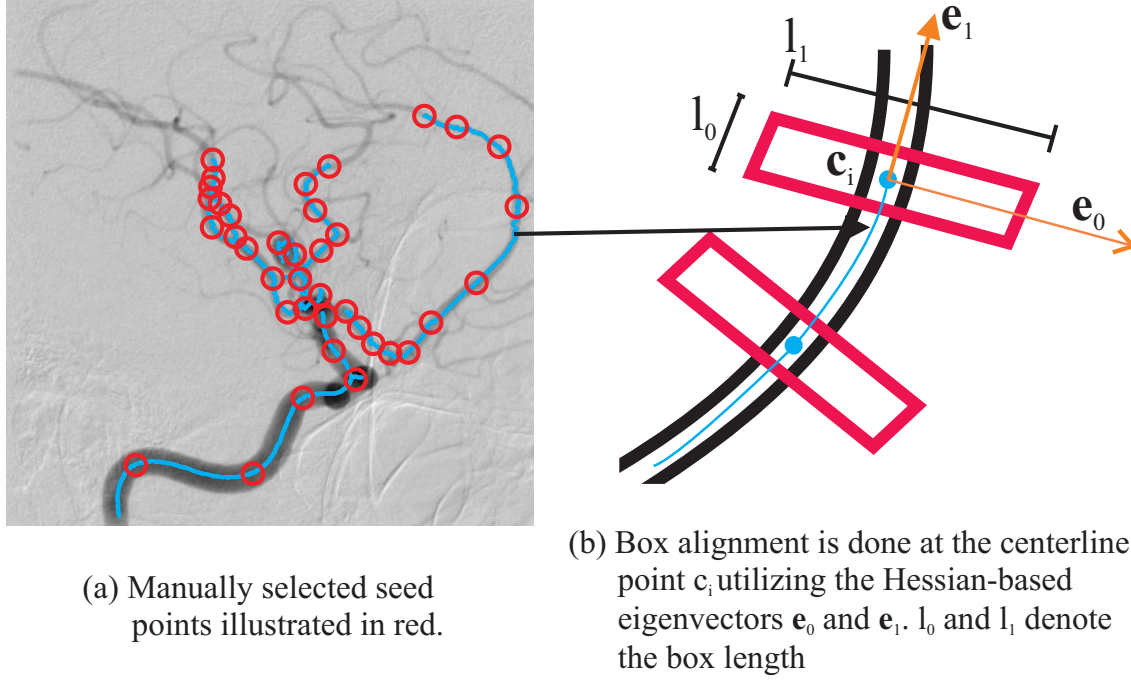 e₁
l₁
l₀
cᵢ
e₀
(a) Manually selected seed
points illustrated in red.
(b) Box alignment is done at the centerline
point cᵢ utilizing the Hessian-based
eigenvectors e₀ and e₁. l₀ and l₁ denote
the box length